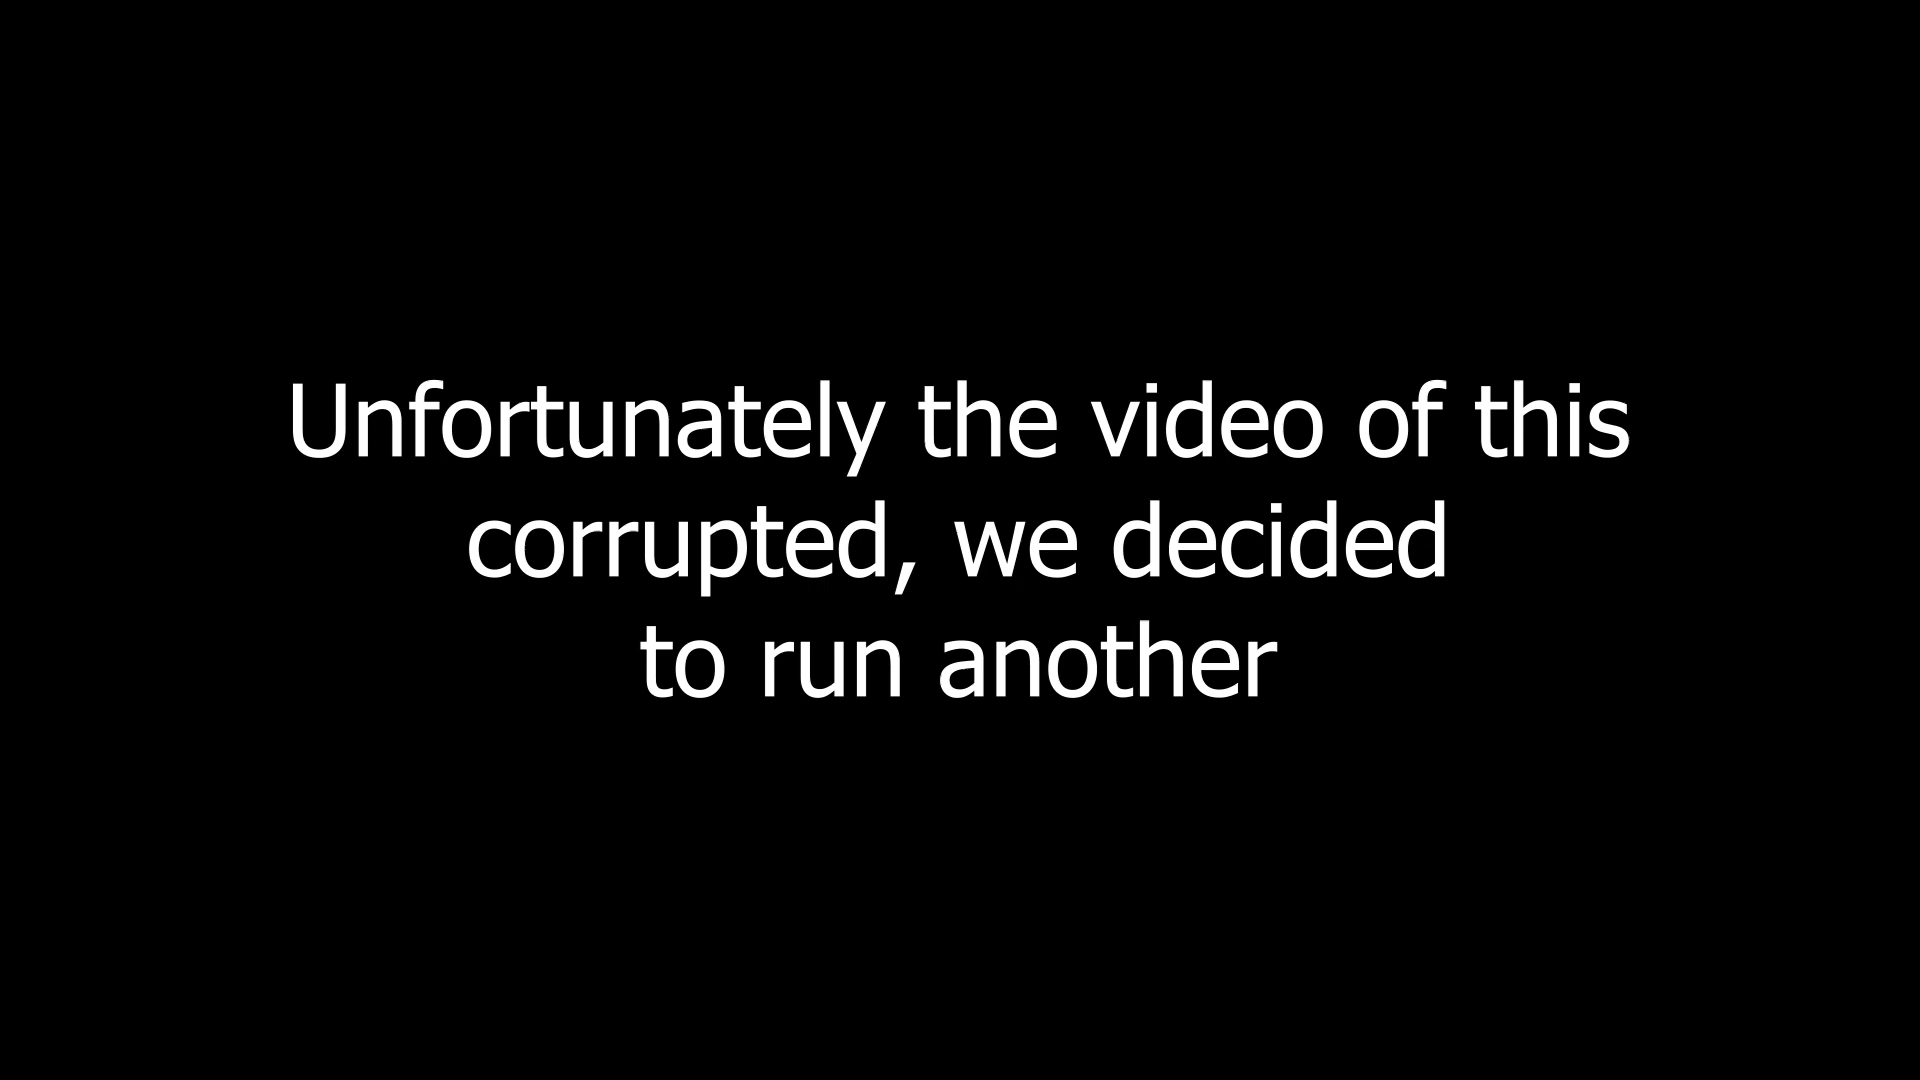 Unfortunately the video of this
corrupted, we decided
to run another